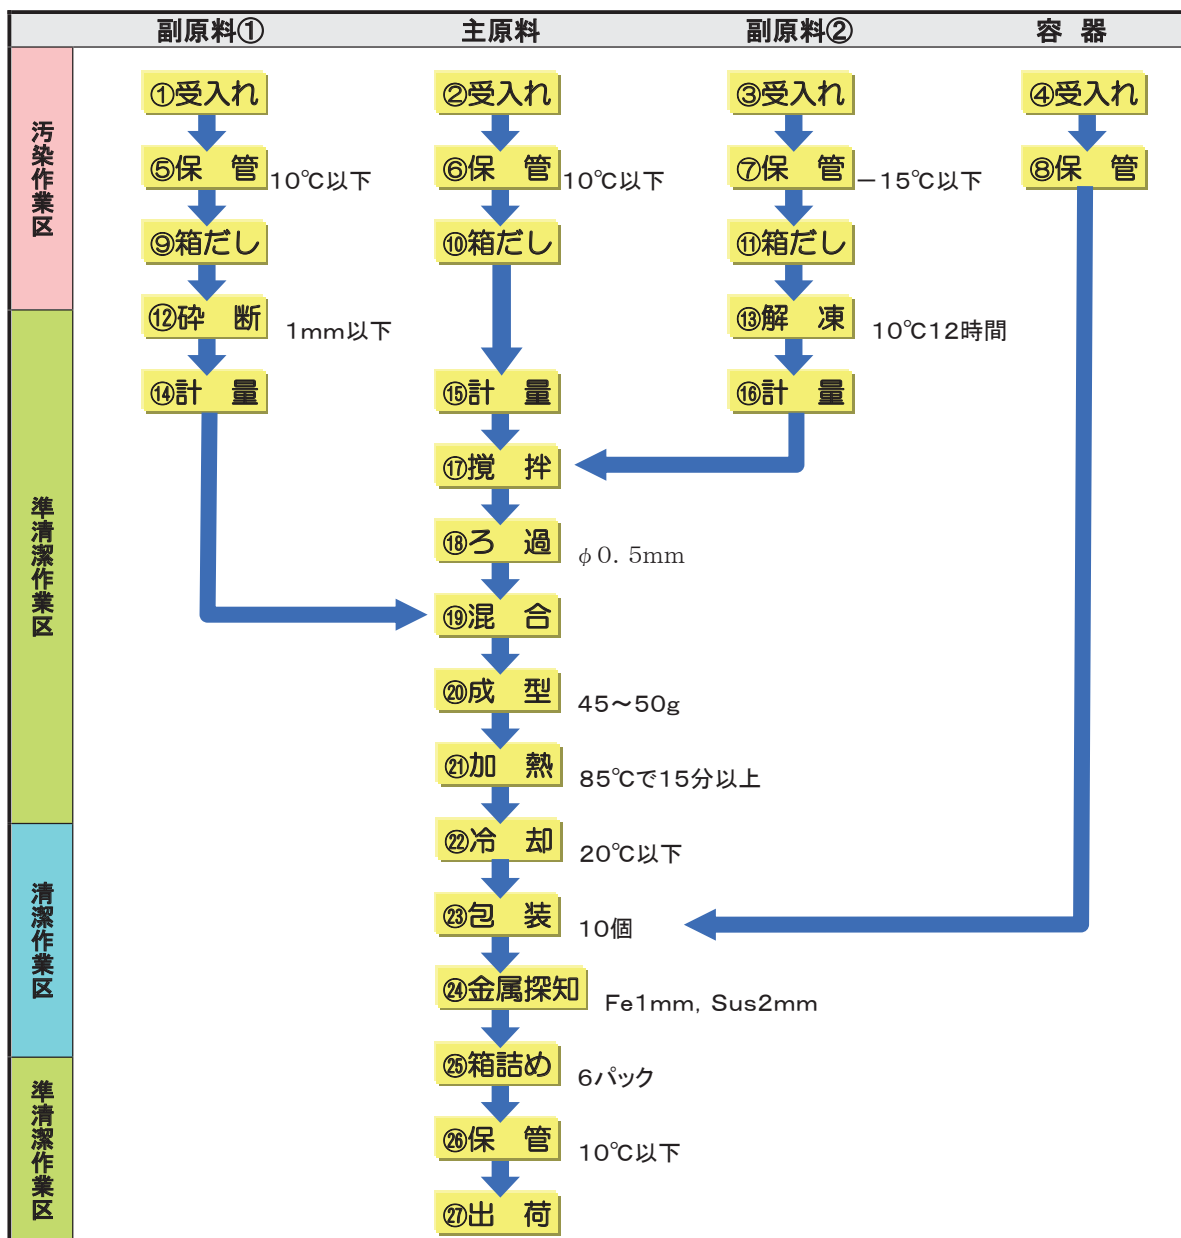 副原料① 主原料 副原料② 容 器
汚染作業区
①受入れ ②受入れ ③受入れ ④受入れ
⑤保 管 10℃以下 ⑥保 管 10℃以下 ⑦保 管 －15℃以下 ⑧保 管
⑨箱だし ⑩箱だし ⑪箱だし
⑫砕 断 1mm以下 ⑬解 凍 10℃12時間
準清潔作業区
⑭計 量 ⑮計 量 ⑯計 量
⑰撹 拌
⑱ろ 過 φ0.5mm
⑲混 合
⑳成 型 45～50g
㉑加 熱 85℃で15分以上
清潔作業区
㉒冷 却 20℃以下
㉓包 装 10個
㉔金属探知 Fe1mm, Sus2mm
準清潔作業区
㉕箱詰め 6パック
㉖保 管 10℃以下
㉗出 荷